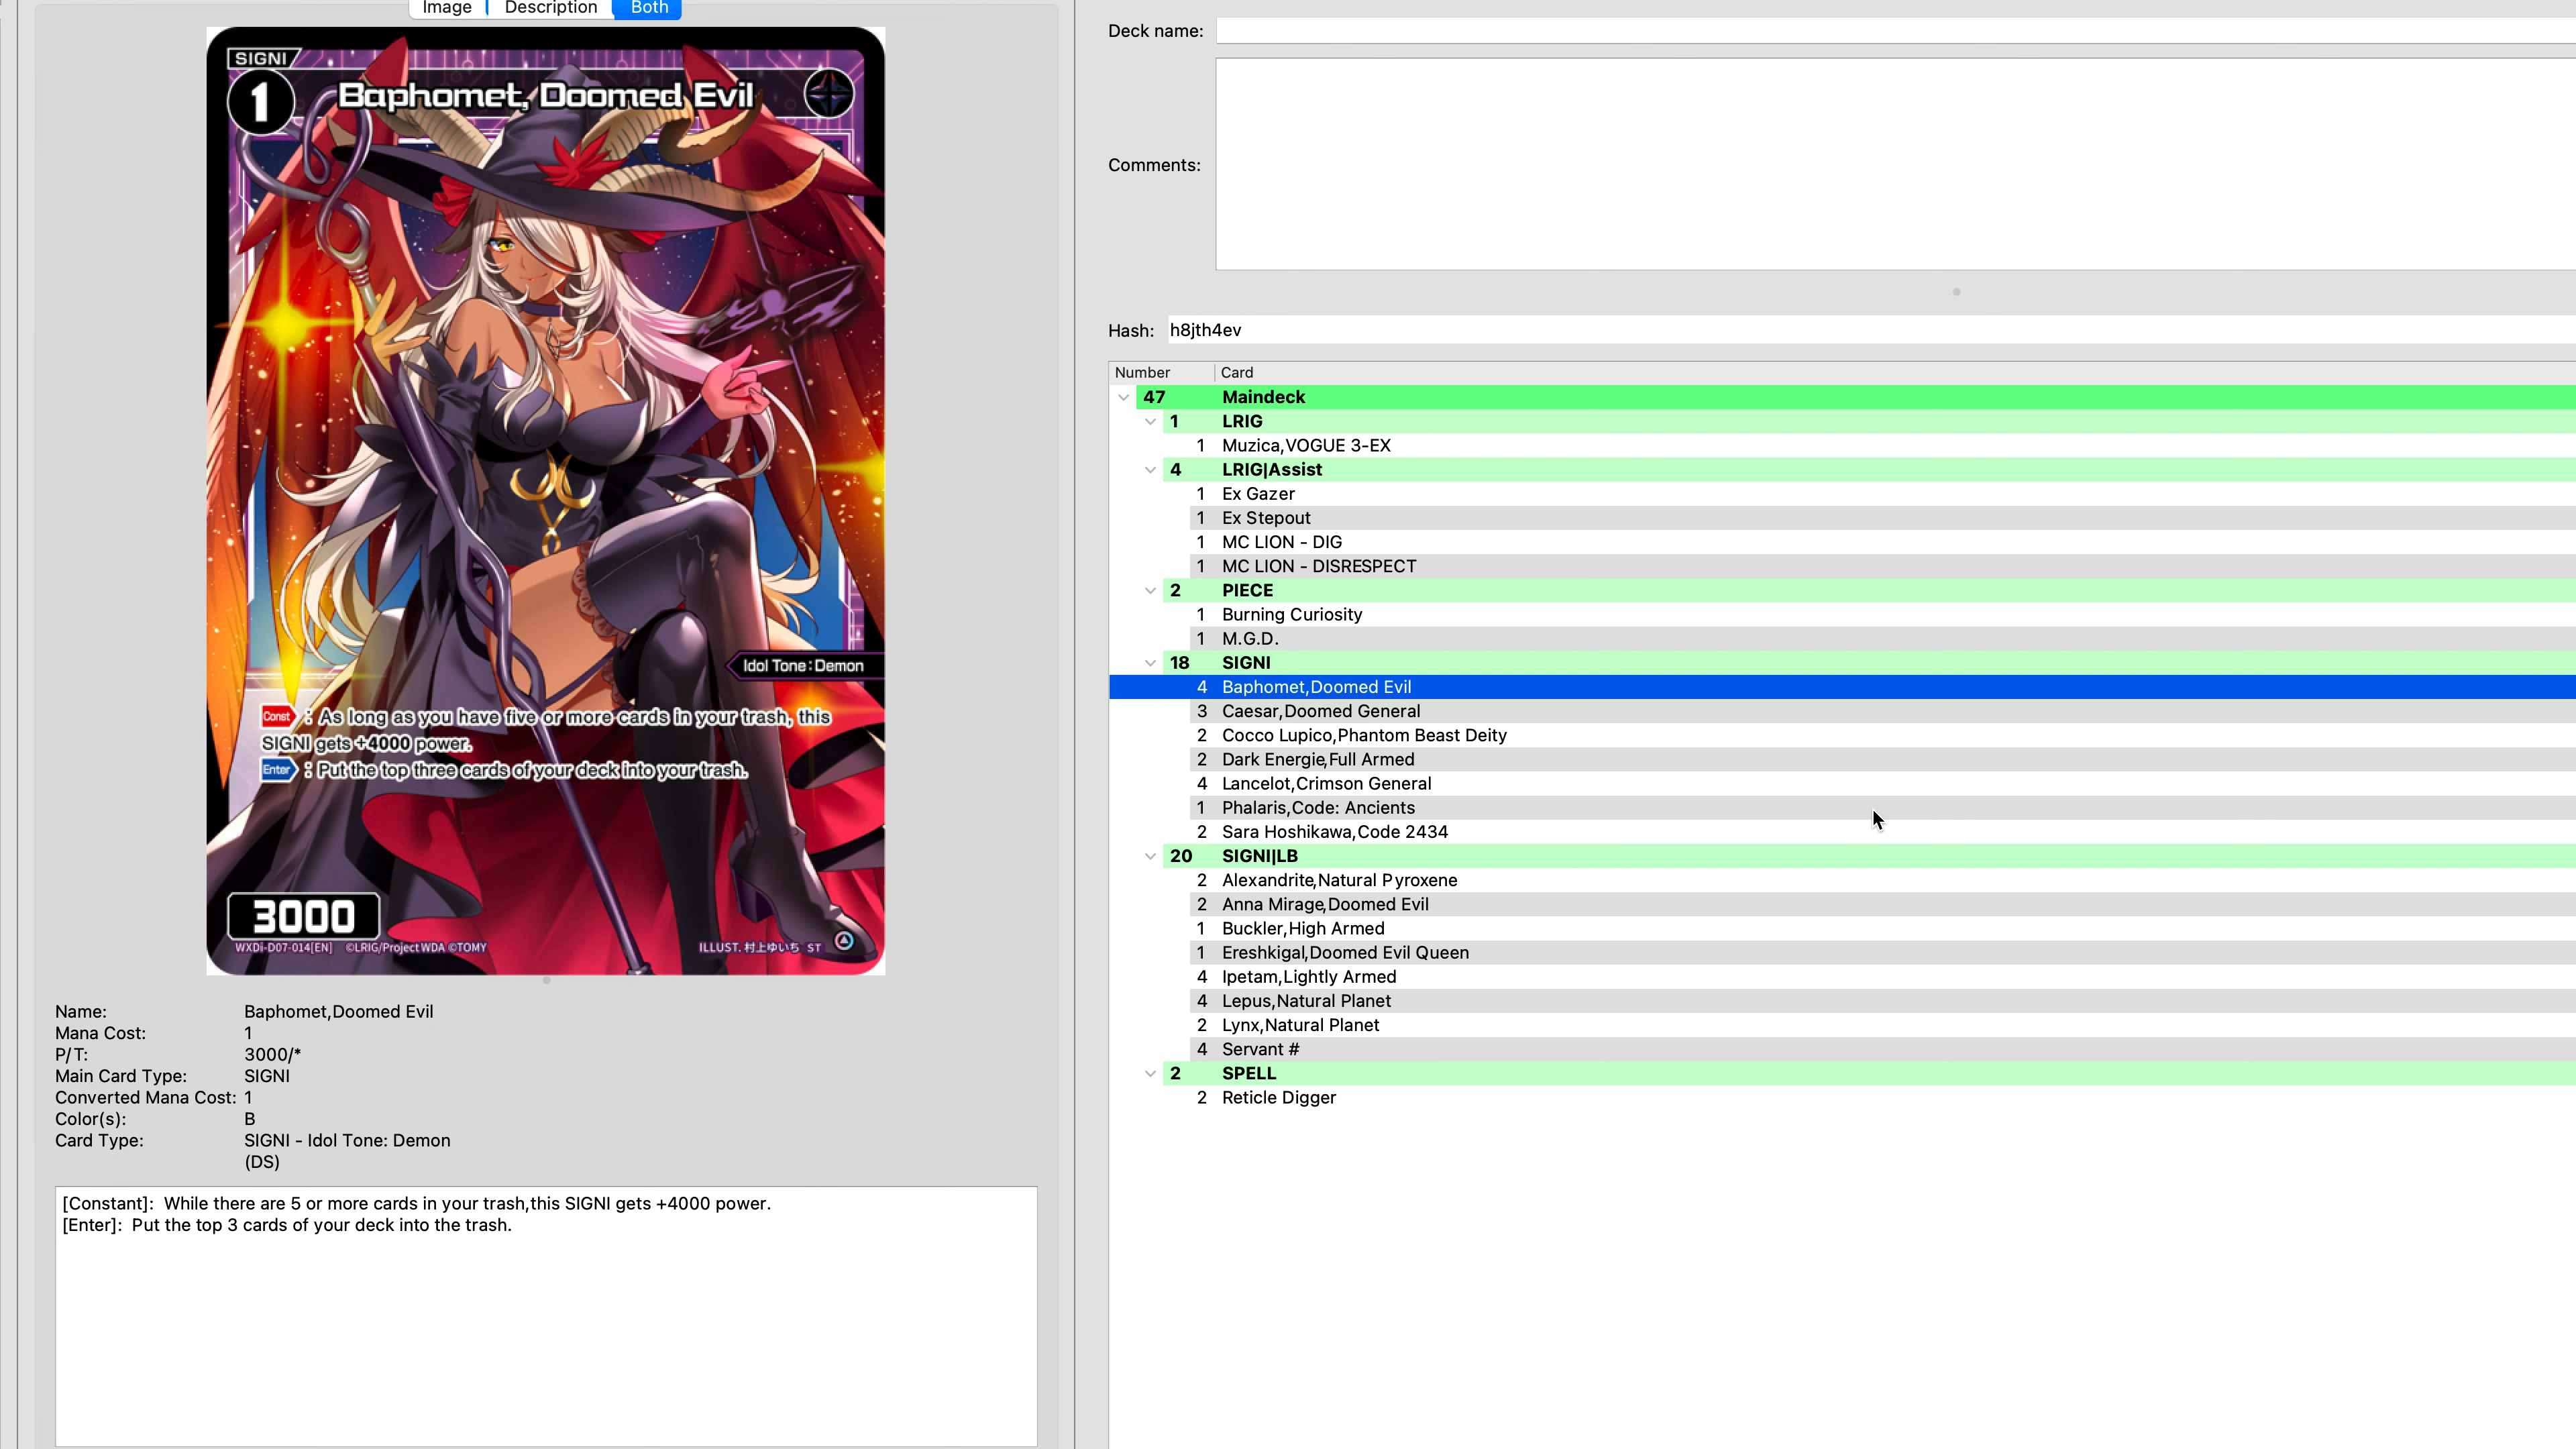 Image
Description
Both
SIGNI
1
Baphomet, Doomed Evil
Idol Tone:Demon
Const : As long as you have five or more cards in your trash, this
SIGNI gets +4000 power.
Enter : Put the top three cards of your deck into your trash.
3000
WXDi-D07-014[EN] ©LRIG/Project WDA ©TOMY
ILLUST. 村上ゆいち ST
Name: Baphomet,Doomed Evil
Mana Cost: 1
P/T: 3000/*
Main Card Type: SIGNI
Converted Mana Cost: 1
Color(s): B
Card Type: SIGNI - Idol Tone: Demon
(DS)
[Constant]: While there are 5 or more cards in your trash,this SIGNI gets +4000 power.
[Enter]: Put the top 3 cards of your deck into the trash.
Deck name:
Comments:
Hash: h8jth4ev
Number Card
47 Maindeck
1 LRIG
1 Muzica,VOGUE 3-EX
4 LRIG|Assist
1 Ex Gazer
1 Ex Stepout
1 MC LION - DIG
1 MC LION - DISRESPECT
2 PIECE
1 Burning Curiosity
1 M.G.D.
18 SIGNI
4 Baphomet,Doomed Evil
3 Caesar,Doomed General
2 Cocco Lupico,Phantom Beast Deity
2 Dark Energie,Full Armed
4 Lancelot,Crimson General
1 Phalaris,Code: Ancients
2 Sara Hoshikawa,Code 2434
20 SIGNI|LB
2 Alexandrite,Natural Pyroxene
2 Anna Mirage,Doomed Evil
1 Buckler,High Armed
1 Ereshkigal,Doomed Evil Queen
4 Ipetam,Lightly Armed
4 Lepus,Natural Planet
2 Lynx,Natural Planet
4 Servant #
2 SPELL
2 Reticle Digger